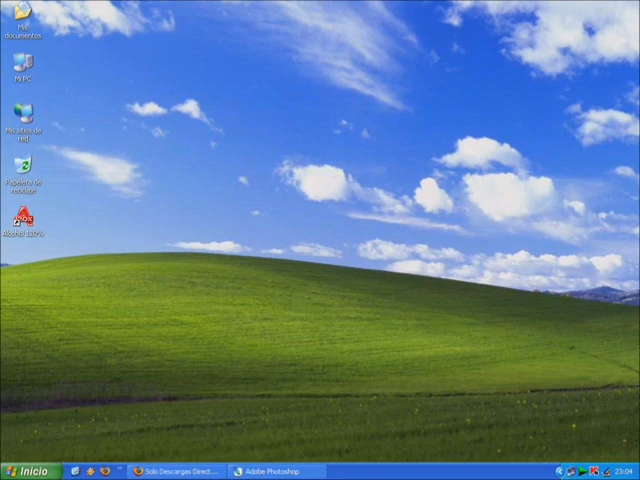 Mis
documentos
Mi PC
Mis sitios de
red
Papelera de
reciclaje
Alcohol 120%
Inicio
Solo Descargas Direct...
Adobe Photoshop
23:04